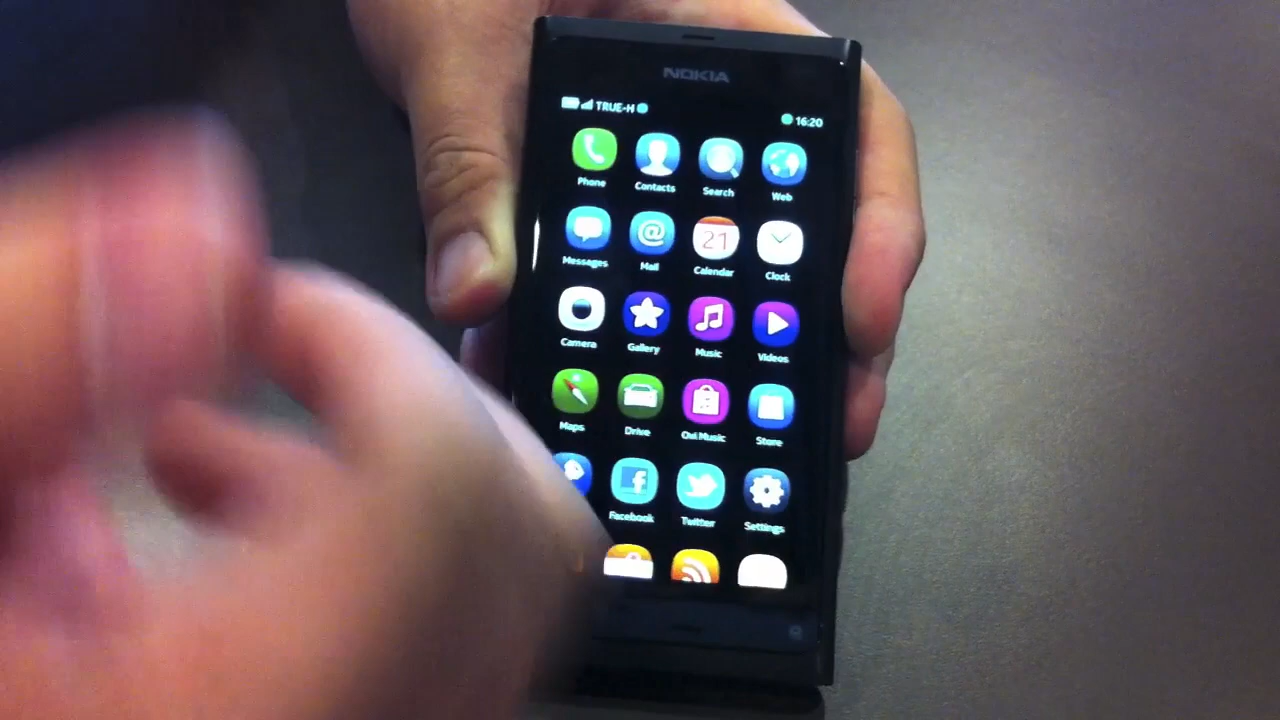 NOKIA
TRUE-H 16:20
Phone Contacts Search Web
Messages Mail Calendar Clock
21
Camera Gallery Music Videos
Maps Drive Ovi Music Store
Facebook Twitter Settings